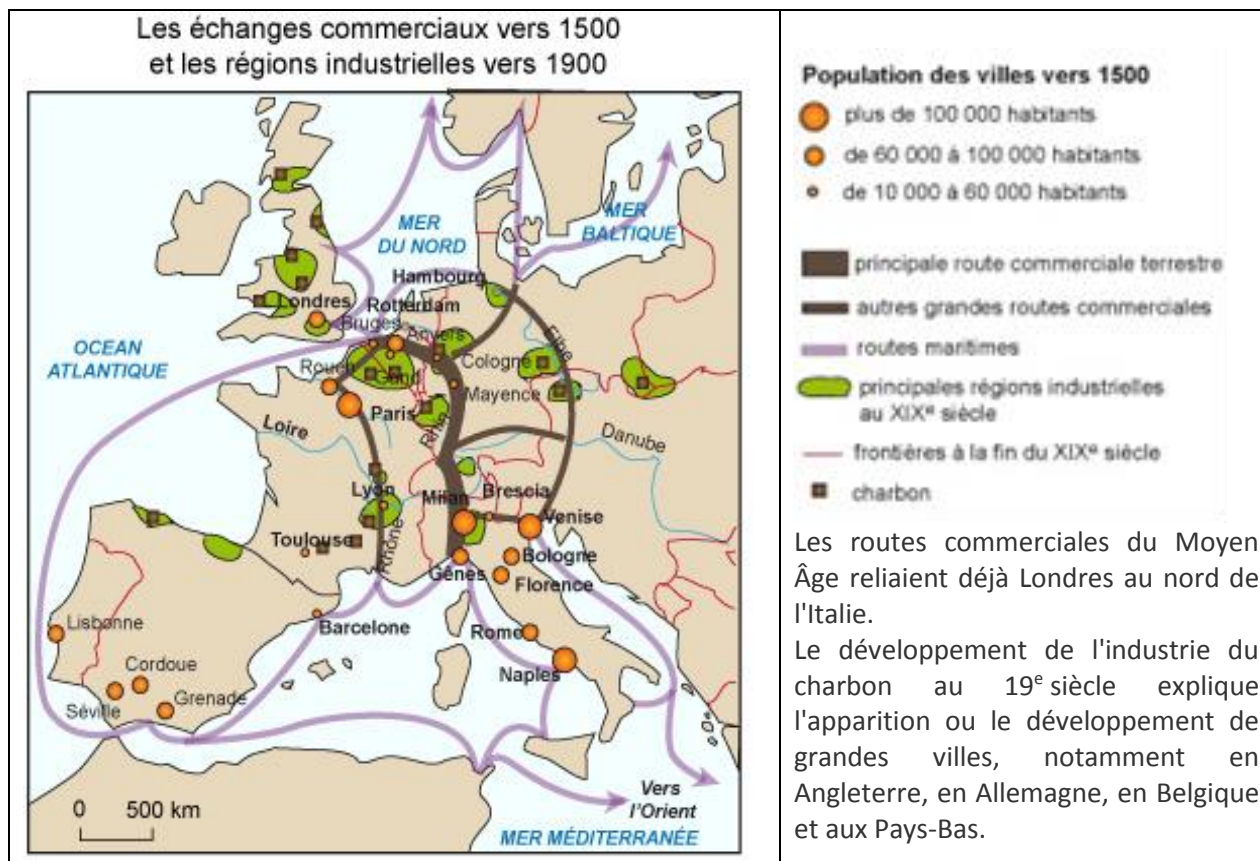 Les échanges commerciaux vers 1500
et les régions industrielles vers 1900
MER
DU NORD
MER
BALTIQUE
Hambourg
Londres
Rotterdam
Bruges
Anvers
Elbe
OCEAN
ATLANTIQUE
Rouen
Gand
Cologne
Mayence
Paris
Rhin
Loire
Danube
Lyon
Milan
Brescia
Venise
Toulouse
Rhône
Bologne
Gênes
Florence
Lisbonne
Barcelone
Rome
Cordoue
Naples
Séville
Grenade
0 500 km
Vers
l'Orient
MER MÉDITERRANÉE
Population des villes vers 1500
plus de 100 000 habitants
de 60 000 à 100 000 habitants
de 10 000 à 60 000 habitants
principale route commerciale terrestre
autres grandes routes commerciales
routes maritimes
principales régions industrielles
au XIXe siècle
frontières à la fin du XIXe siècle
charbon
Les routes commerciales du Moyen
Âge reliaient déjà Londres au nord de
l'Italie.
Le développement de l'industrie du
charbon au 19e siècle explique
l'apparition ou le développement de
grandes villes, notamment en
Angleterre, en Allemagne, en Belgique
et aux Pays-Bas.